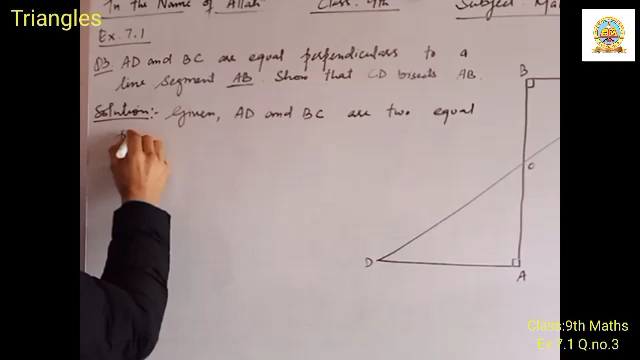 Triangles
In the Name of Allah
Class: 9th
Subject: Mat
Ex. 7.1
Q3. AD and BC are equal perpendiculars to a
line segment AB. Show that CD bisects AB.
Solution:- Given, AD and BC are two equal
B
O
D
A
Class:9th Maths
Ex 7.1 Q.no.3